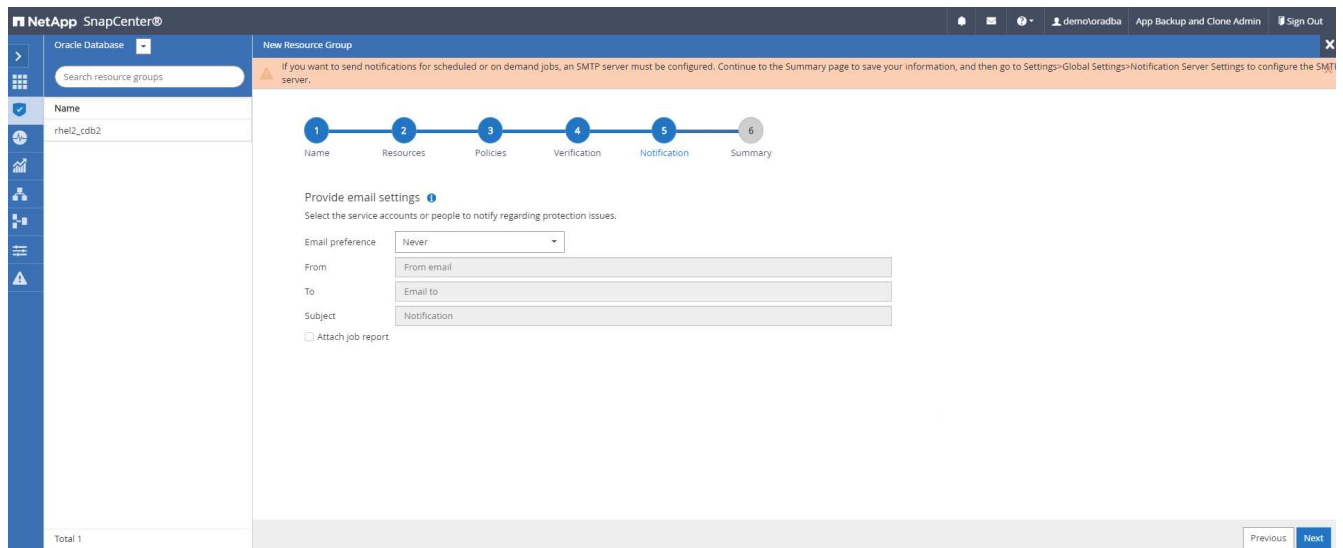 NetApp SnapCenter®
demo\oradba App Backup and Clone Admin Sign Out
Oracle Database
New Resource Group
Search resource groups
If you want to send notifications for scheduled or on demand jobs, an SMTP server must be configured. Continue to the Summary page to save your information, and then go to Settings>Global Settings>Notification Server Settings to configure the
server.
Name
rhel2_cdb2
1 2 3 4 5 6
Name Resources Policies Verification Notification Summary
Provide email settings
Select the service accounts or people to notify regarding protection issues.
Email preference Never
From From email
To Email to
Subject Notification
Attach job report
Total 1
Previous Next